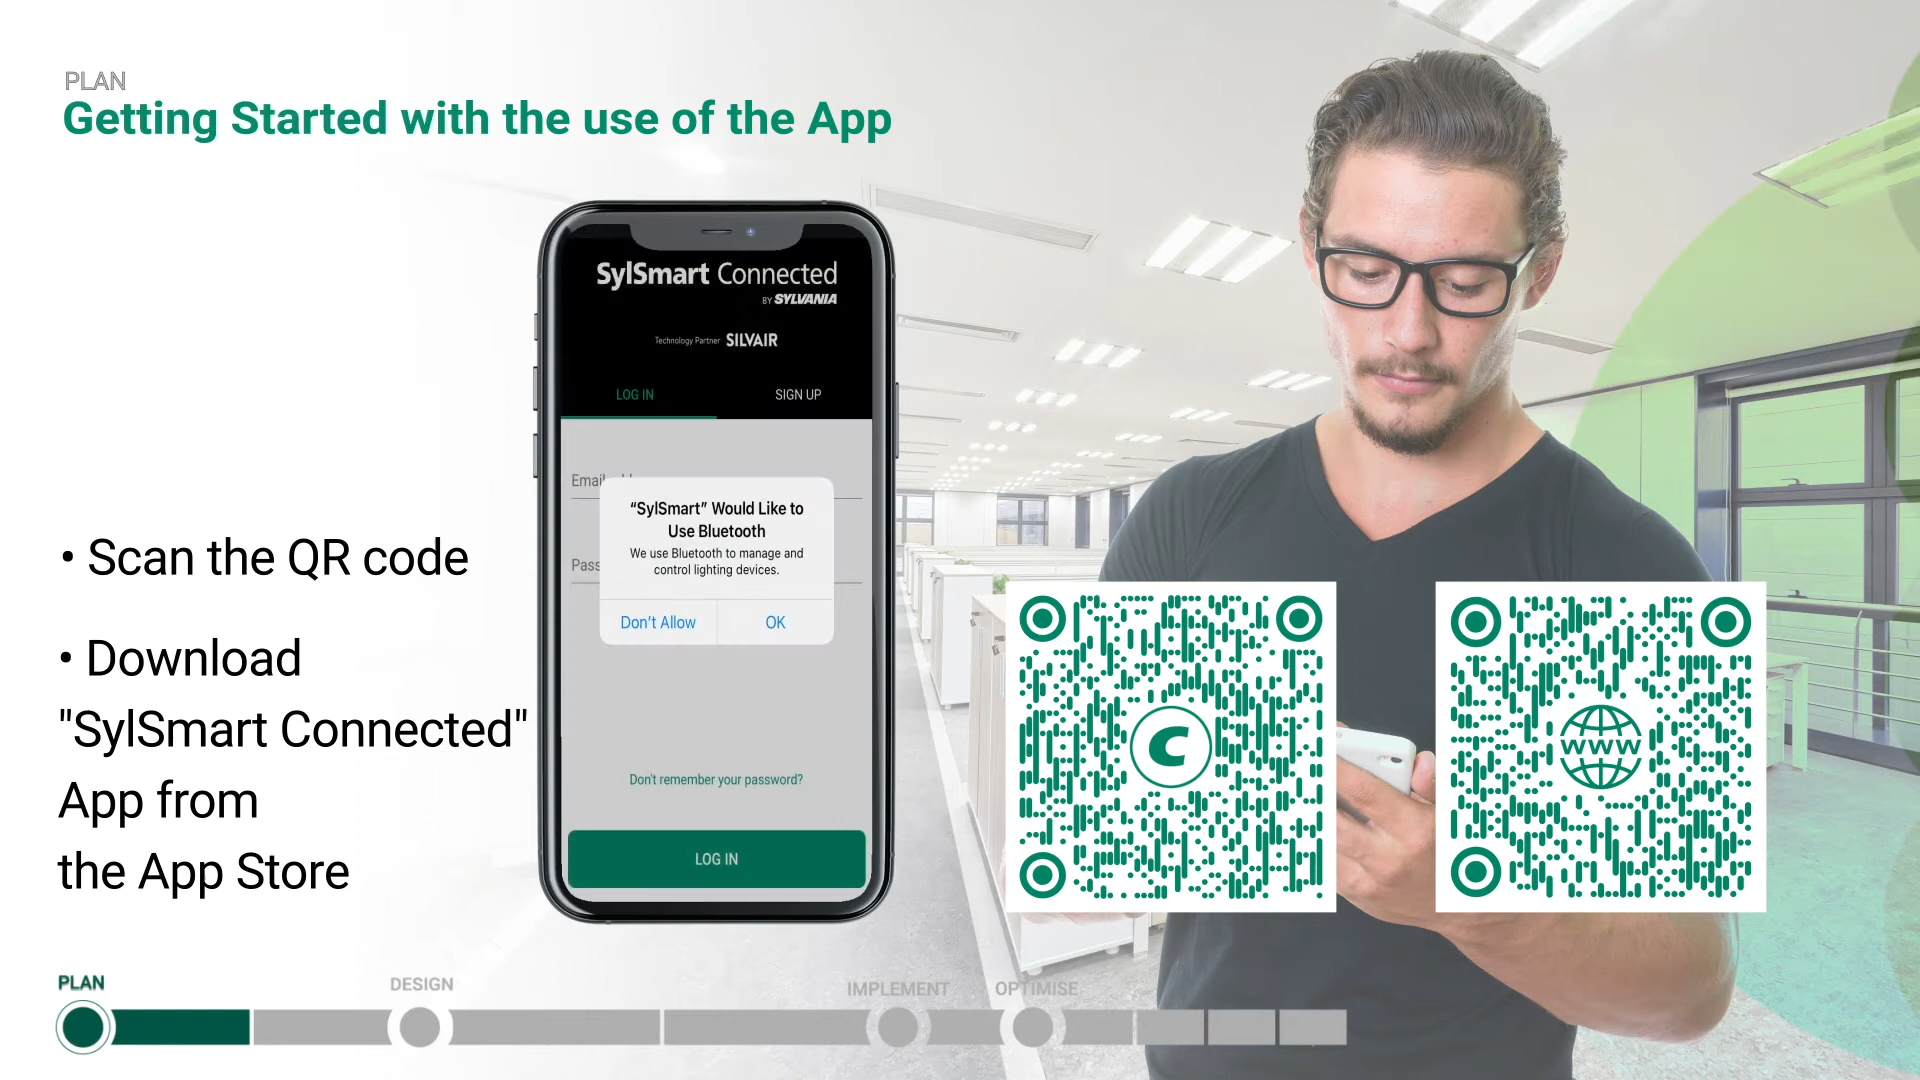 PLAN
Getting Started with the use of the App
SylSmart Connected
BY SYLVANIA
Technology Partner SILVAIR
LOG IN
SIGN UP
Email
Pass
"SylSmart" Would Like to
Use Bluetooth
We use Bluetooth to manage and
control lighting devices.
Don't Allow
OK
Don't remember your password?
LOG IN
• Scan the QR code
• Download
"SylSmart Connected"
App from
the App Store
C
WWW
PLAN
DESIGN
IMPLEMENT
OPTIMISE